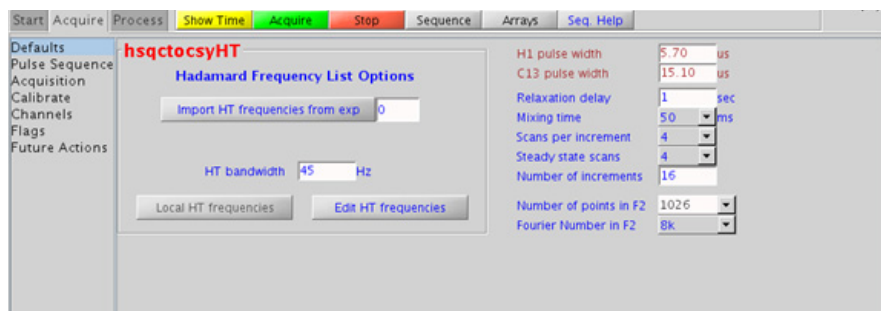 Start Acquire Process Show Time Acquire Stop Sequence Arrays Seq. Help
Defaults
Pulse Sequence
Acquisition
Calibrate
Channels
Flags
Future Actions
hsqctocsyHT
Hadamard Frequency List Options
Import HT frequencies from exp 0
HT bandwidth 45 Hz
Local HT frequencies Edit HT frequencies
H1 pulse width 5.70 us
C13 pulse width 15.10 us
Relaxation delay 1 sec
Mixing time 50 ms
Scans per increment 4
Steady state scans 4
Number of increments 16
Number of points in F2 1026
Fourier Number in F2 8k